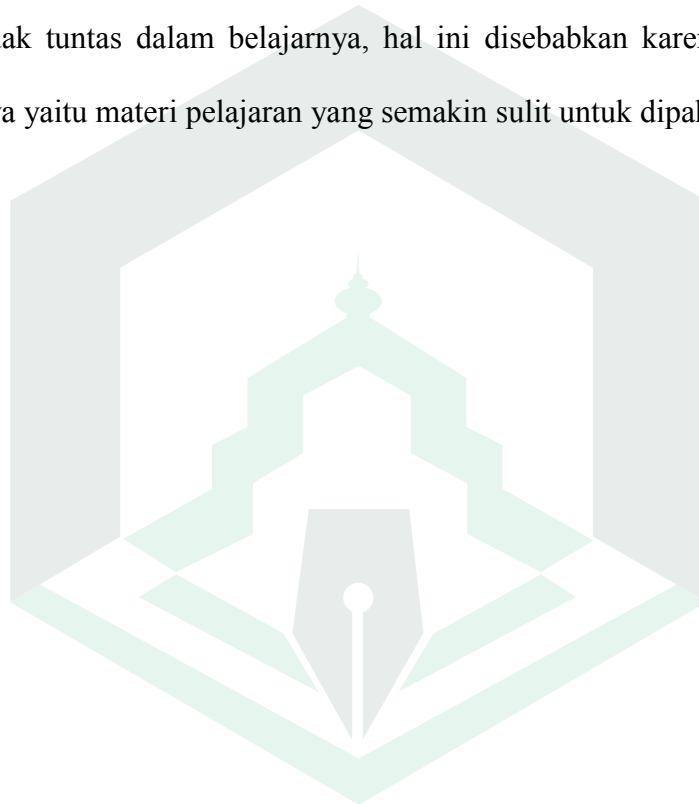 tuntas dalam belajarnya, hal ini disebabkan
yaitu materi pelajaran yang semakin sulit untuk